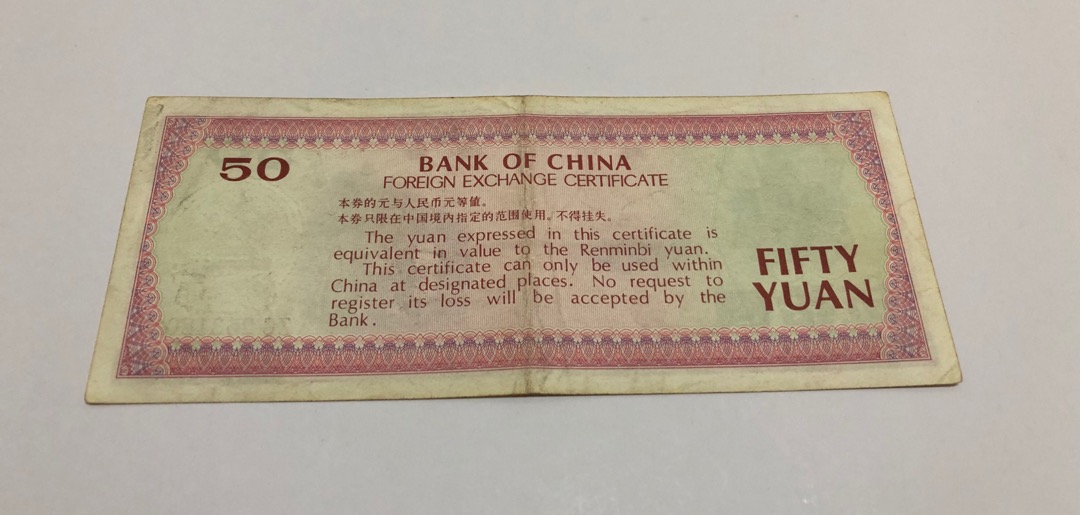 50
BANK OF CHINA
FOREIGN EXCHANGE CERTIFICATE
本券的元与人民币元等値。
本券只限在中国境内指定的范围使用。不得挂失。
The yuan expressed in this certificate is
equivalent in value to the Renminbi yuan.
This certificate can only be used within
China at designated places. No request to
register its loss will be accepted by the
Bank.
FIFTY
YUAN